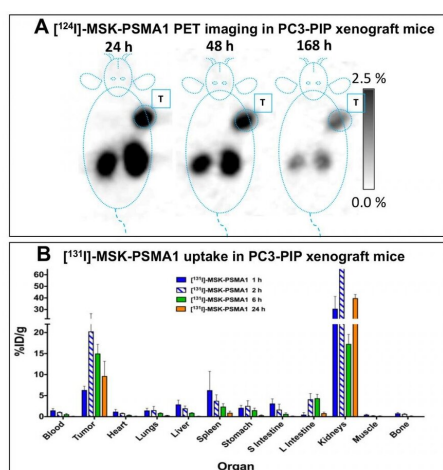 A [¹²⁴I]-MSK-PSMA1 PET imaging in PC3-PIP xenograft mice
24 h 48 h 168 h
T T T
2.5 %
0.0 %
B [¹³¹I]-MSK-PSMA1 uptake in PC3-PIP xenograft mice
%ID/g
60
50
40
30
20
15
10
5
0
[¹³¹I]-MSK-PSMA1 1 h
[¹³¹I]-MSK-PSMA1 2 h
[¹³¹I]-MSK-PSMA1 6 h
[¹³¹I]-MSK-PSMA1 24 h
Blood Tumor Heart Lungs Liver Spleen Stomach S Intestine L Intestine Kidneys Muscle Bone
Organ